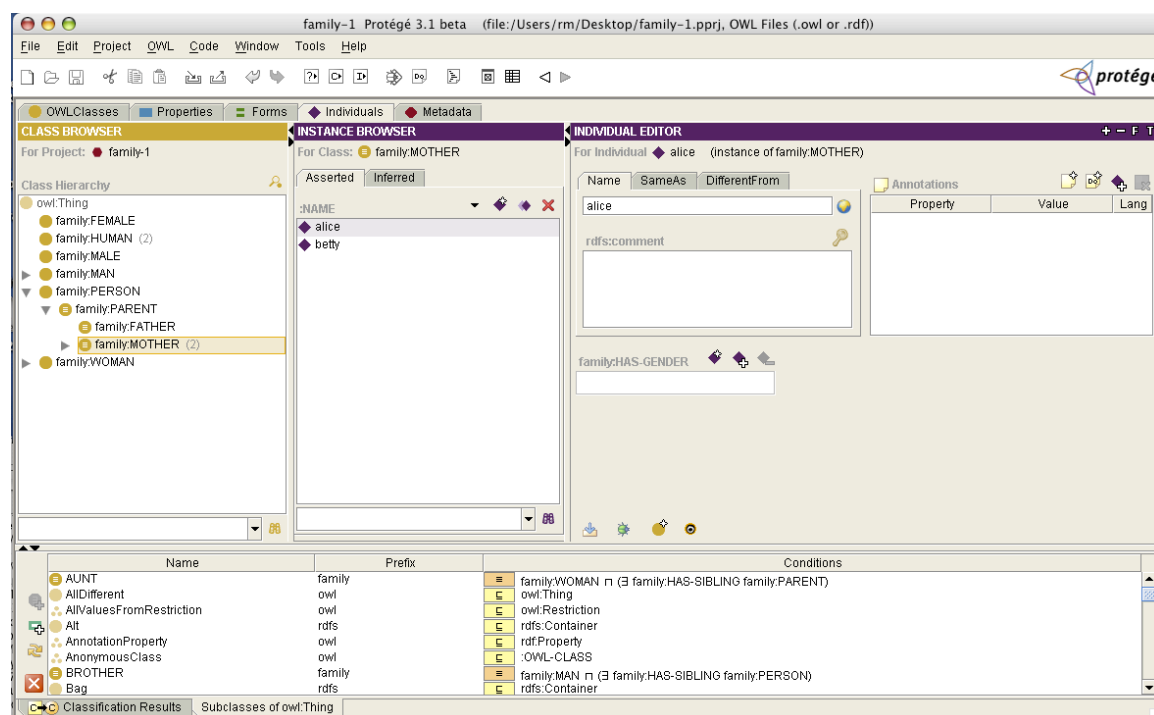 family-1 Protégé 3.1 beta (file:/Users/rm/Desktop/family-1.pprj, OWL Files (.owl or .rdf))
File Edit Project OWL Code Window Tools Help
protégé
OWLClasses Properties Forms Individuals Metadata
CLASS BROWSER
For Project: family-1
Class Hierarchy
owl:Thing
family:FEMALE
family:HUMAN (2)
family:MALE
family:MAN
family:PERSON
family:PARENT
family:FATHER
family:MOTHER (2)
family:WOMAN
INSTANCE BROWSER
For Class: family:MOTHER
Asserted Inferred
:NAME
alice
betty
INDIVIDUAL EDITOR + − F T
For Individual alice (instance of family:MOTHER)
Name SameAs DifferentFrom
alice
rdfs:comment
Annotations
Property Value Lang
family:HAS-GENDER
Name Prefix Conditions
AUNT family ≡ family:WOMAN ⊓ (∃ family:HAS-SIBLING family:PARENT)
AllDifferent owl ⊑ owl:Thing
AllValuesFromRestriction owl ⊑ owl:Restriction
Alt rdfs ⊑ rdfs:Container
AnnotationProperty owl ⊑ rdf:Property
AnonymousClass owl ⊑ :OWL-CLASS
BROTHER family ≡ family:MAN ⊓ (∃ family:HAS-SIBLING family:PERSON)
Bag rdfs ⊑ rdfs:Container
Classification Results Subclasses of owl:Thing